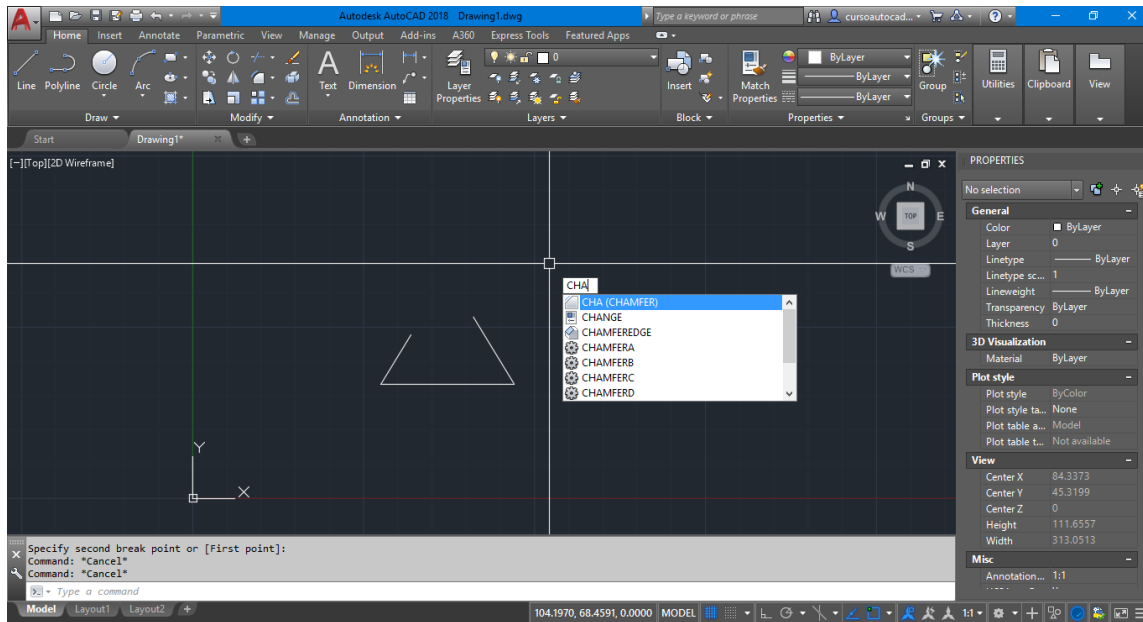 Autodesk AutoCAD 2018 Drawing1.dwg
Type a keyword or phrase
cursoautocad...
Home Insert Annotate Parametric View Manage Output Add-ins A360 Express Tools Featured Apps
Line Polyline Circle Arc
Text Dimension
Layer Properties
0
Insert
Match Properties
ByLayer
ByLayer
ByLayer
Group
Utilities Clipboard View
Draw Modify Annotation Layers Block Properties Groups
Start Drawing1* +
[−][Top][2D Wireframe]
N
W TOP E
S
WCS
CHA
CHA (CHAMFER)
CHANGE
CHAMFEREDGE
CHAMFERA
CHAMFERB
CHAMFERC
CHAMFERD
Y
X
PROPERTIES
No selection
General
Color ByLayer
Layer 0
Linetype ByLayer
Linetype sc... 1
Lineweight ByLayer
Transparency ByLayer
Thickness 0
3D Visualization
Material ByLayer
Plot style
Plot style ByColor
Plot style ta... None
Plot table a... Model
Plot table t... Not available
View
Center X 84.3373
Center Y 45.3199
Center Z 0
Height 111.6557
Width 313.0513
Misc
Annotation... 1:1
Specify second break point or [First point]:
Command: *Cancel*
Command: *Cancel*
Type a command
Model Layout1 Layout2 +
104.1970, 68.4591, 0.0000 MODEL 1:1